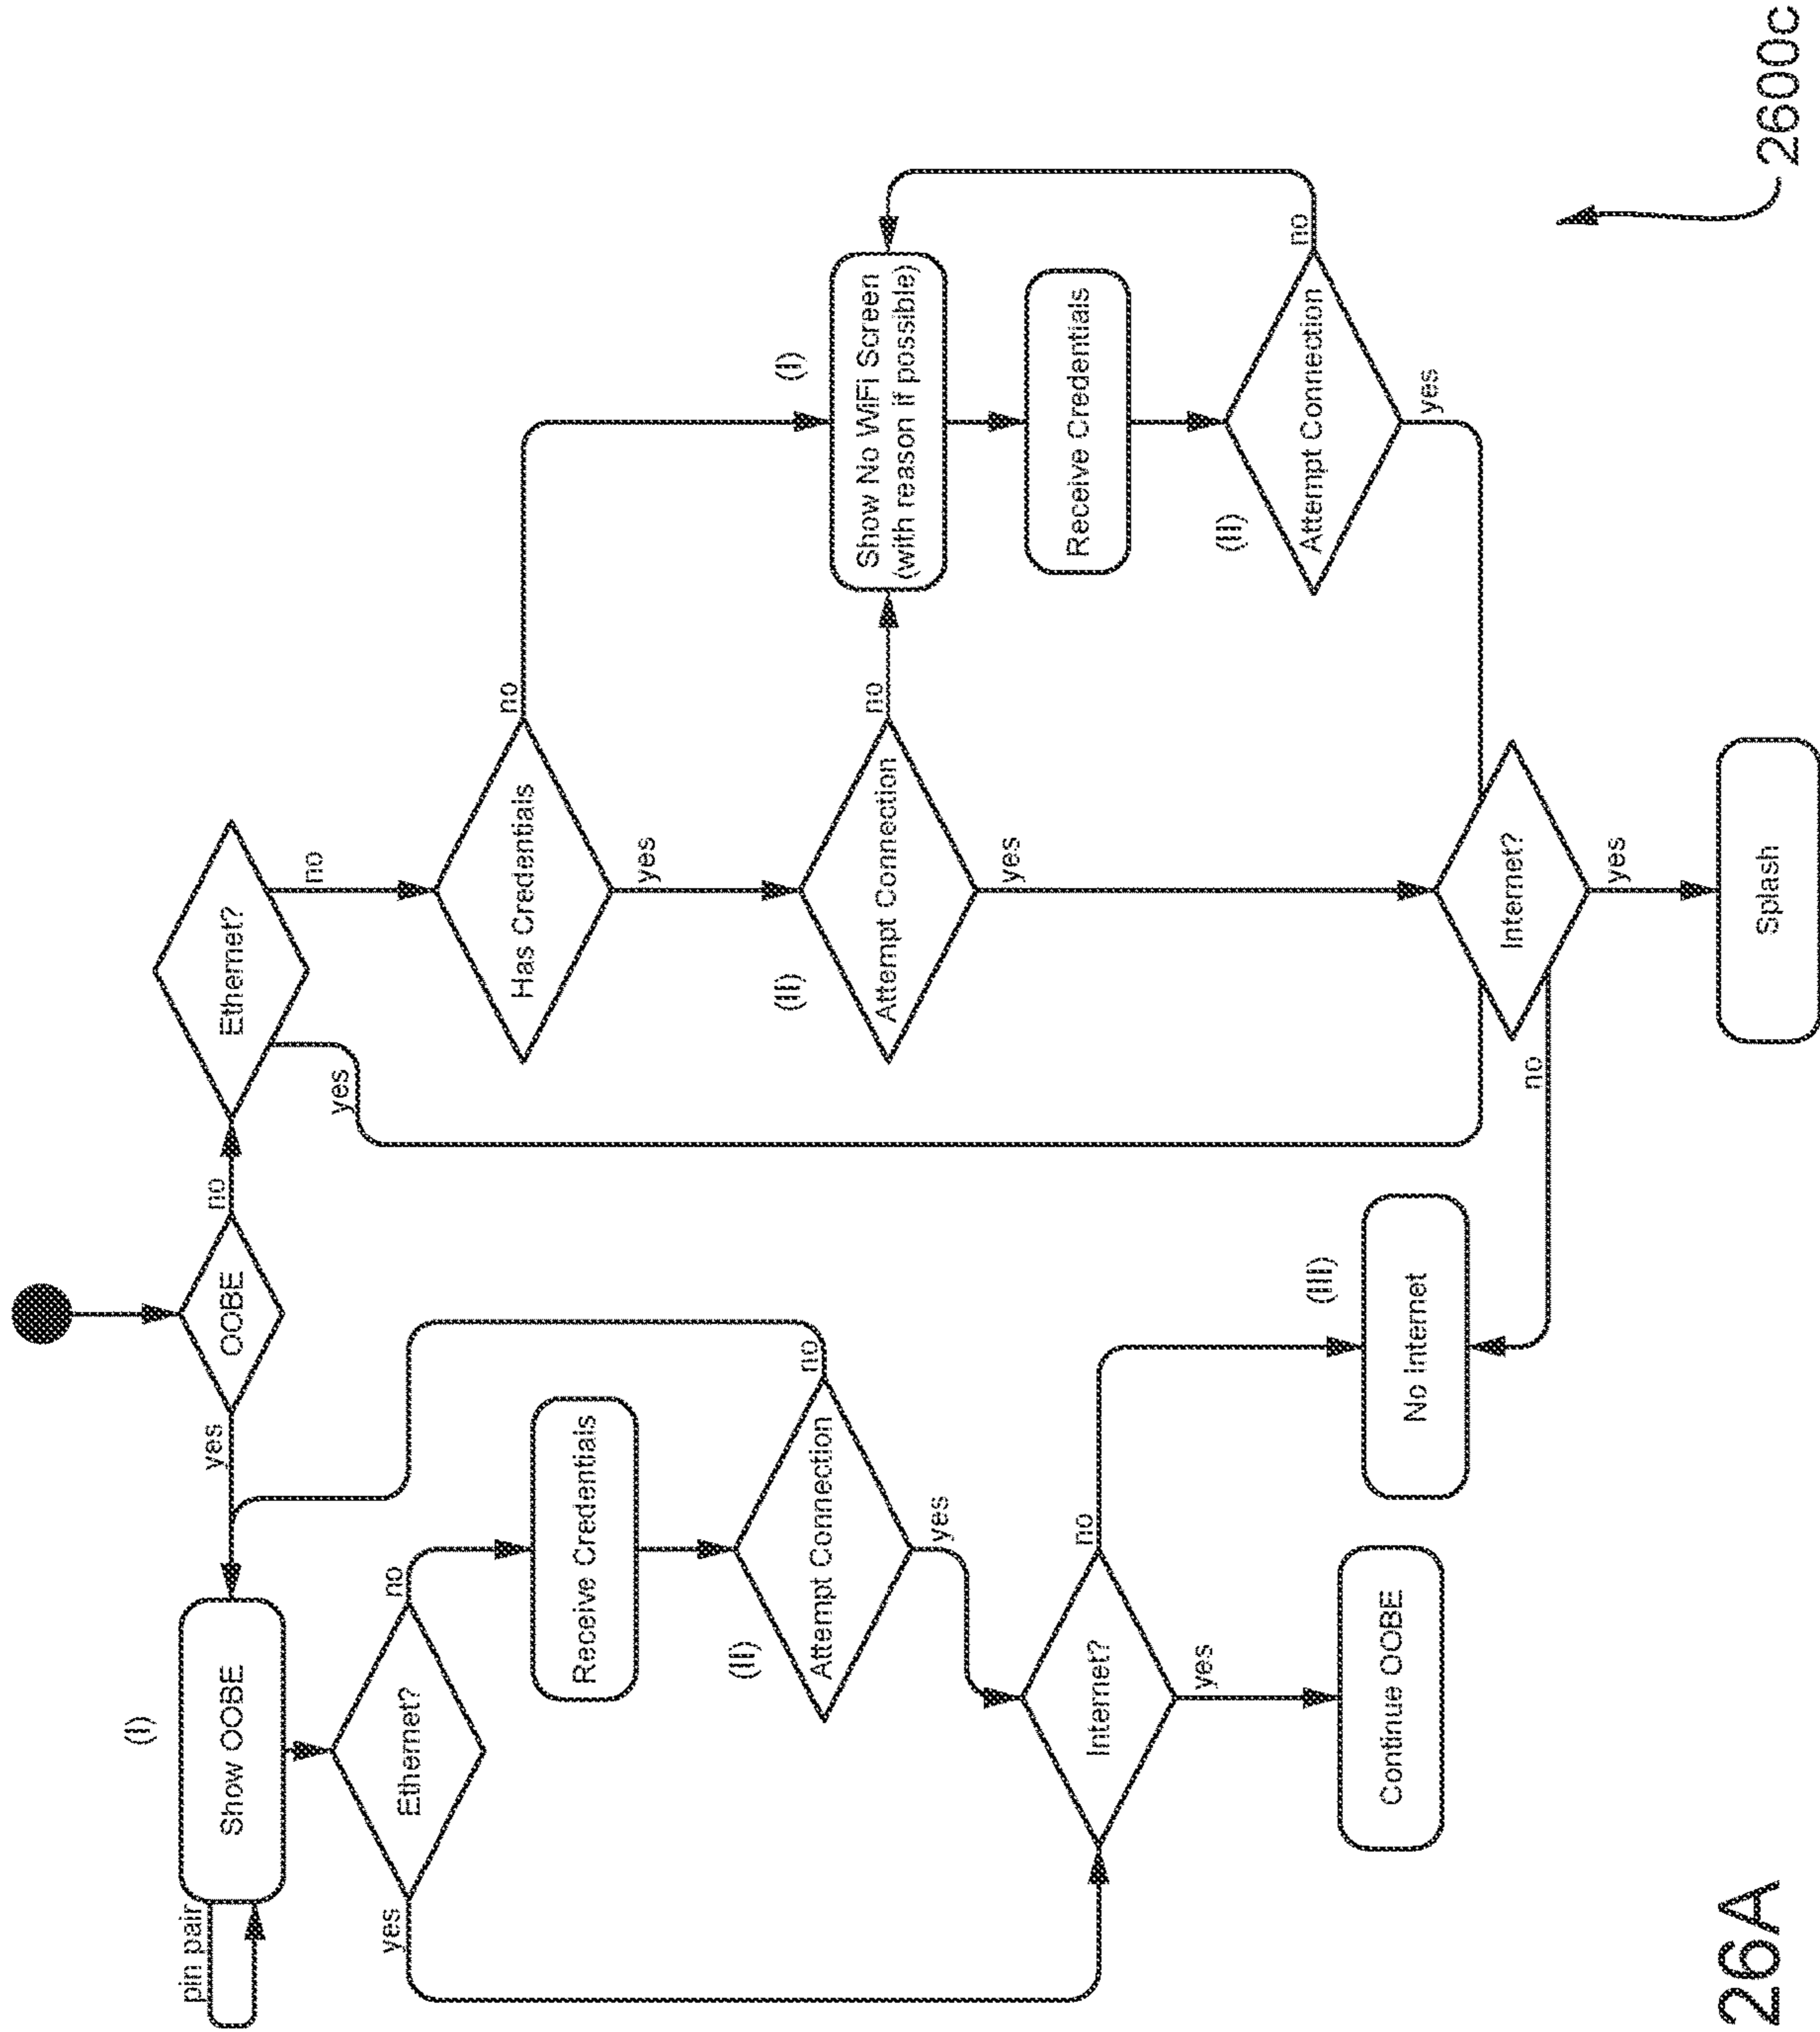 OOBE
yes
no
(I)
pin pair
Show OOBE
Ethernet?
yes
no
Receive Credentials
(II)
Attempt Connection
no
yes
Internet?
no
yes
Continue OOBE
(III)
No Internet
Ethernet?
yes
no
Has Credentials
no
yes
(II)
Attempt Connection
no
yes
(I)
Show No WiFi Screen
(with reason if possible)
Receive Credentials
(II)
Attempt Connection
no
yes
Internet?
no
yes
Splash
26A
2600c